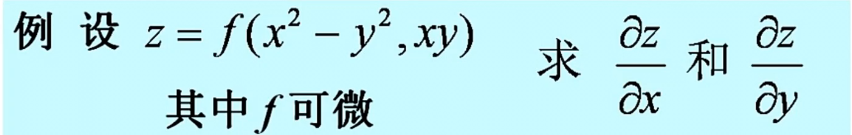 例 设 z = f(x² − y², xy) 求 ∂z/∂x 和 ∂z/∂y
其中 f 可微